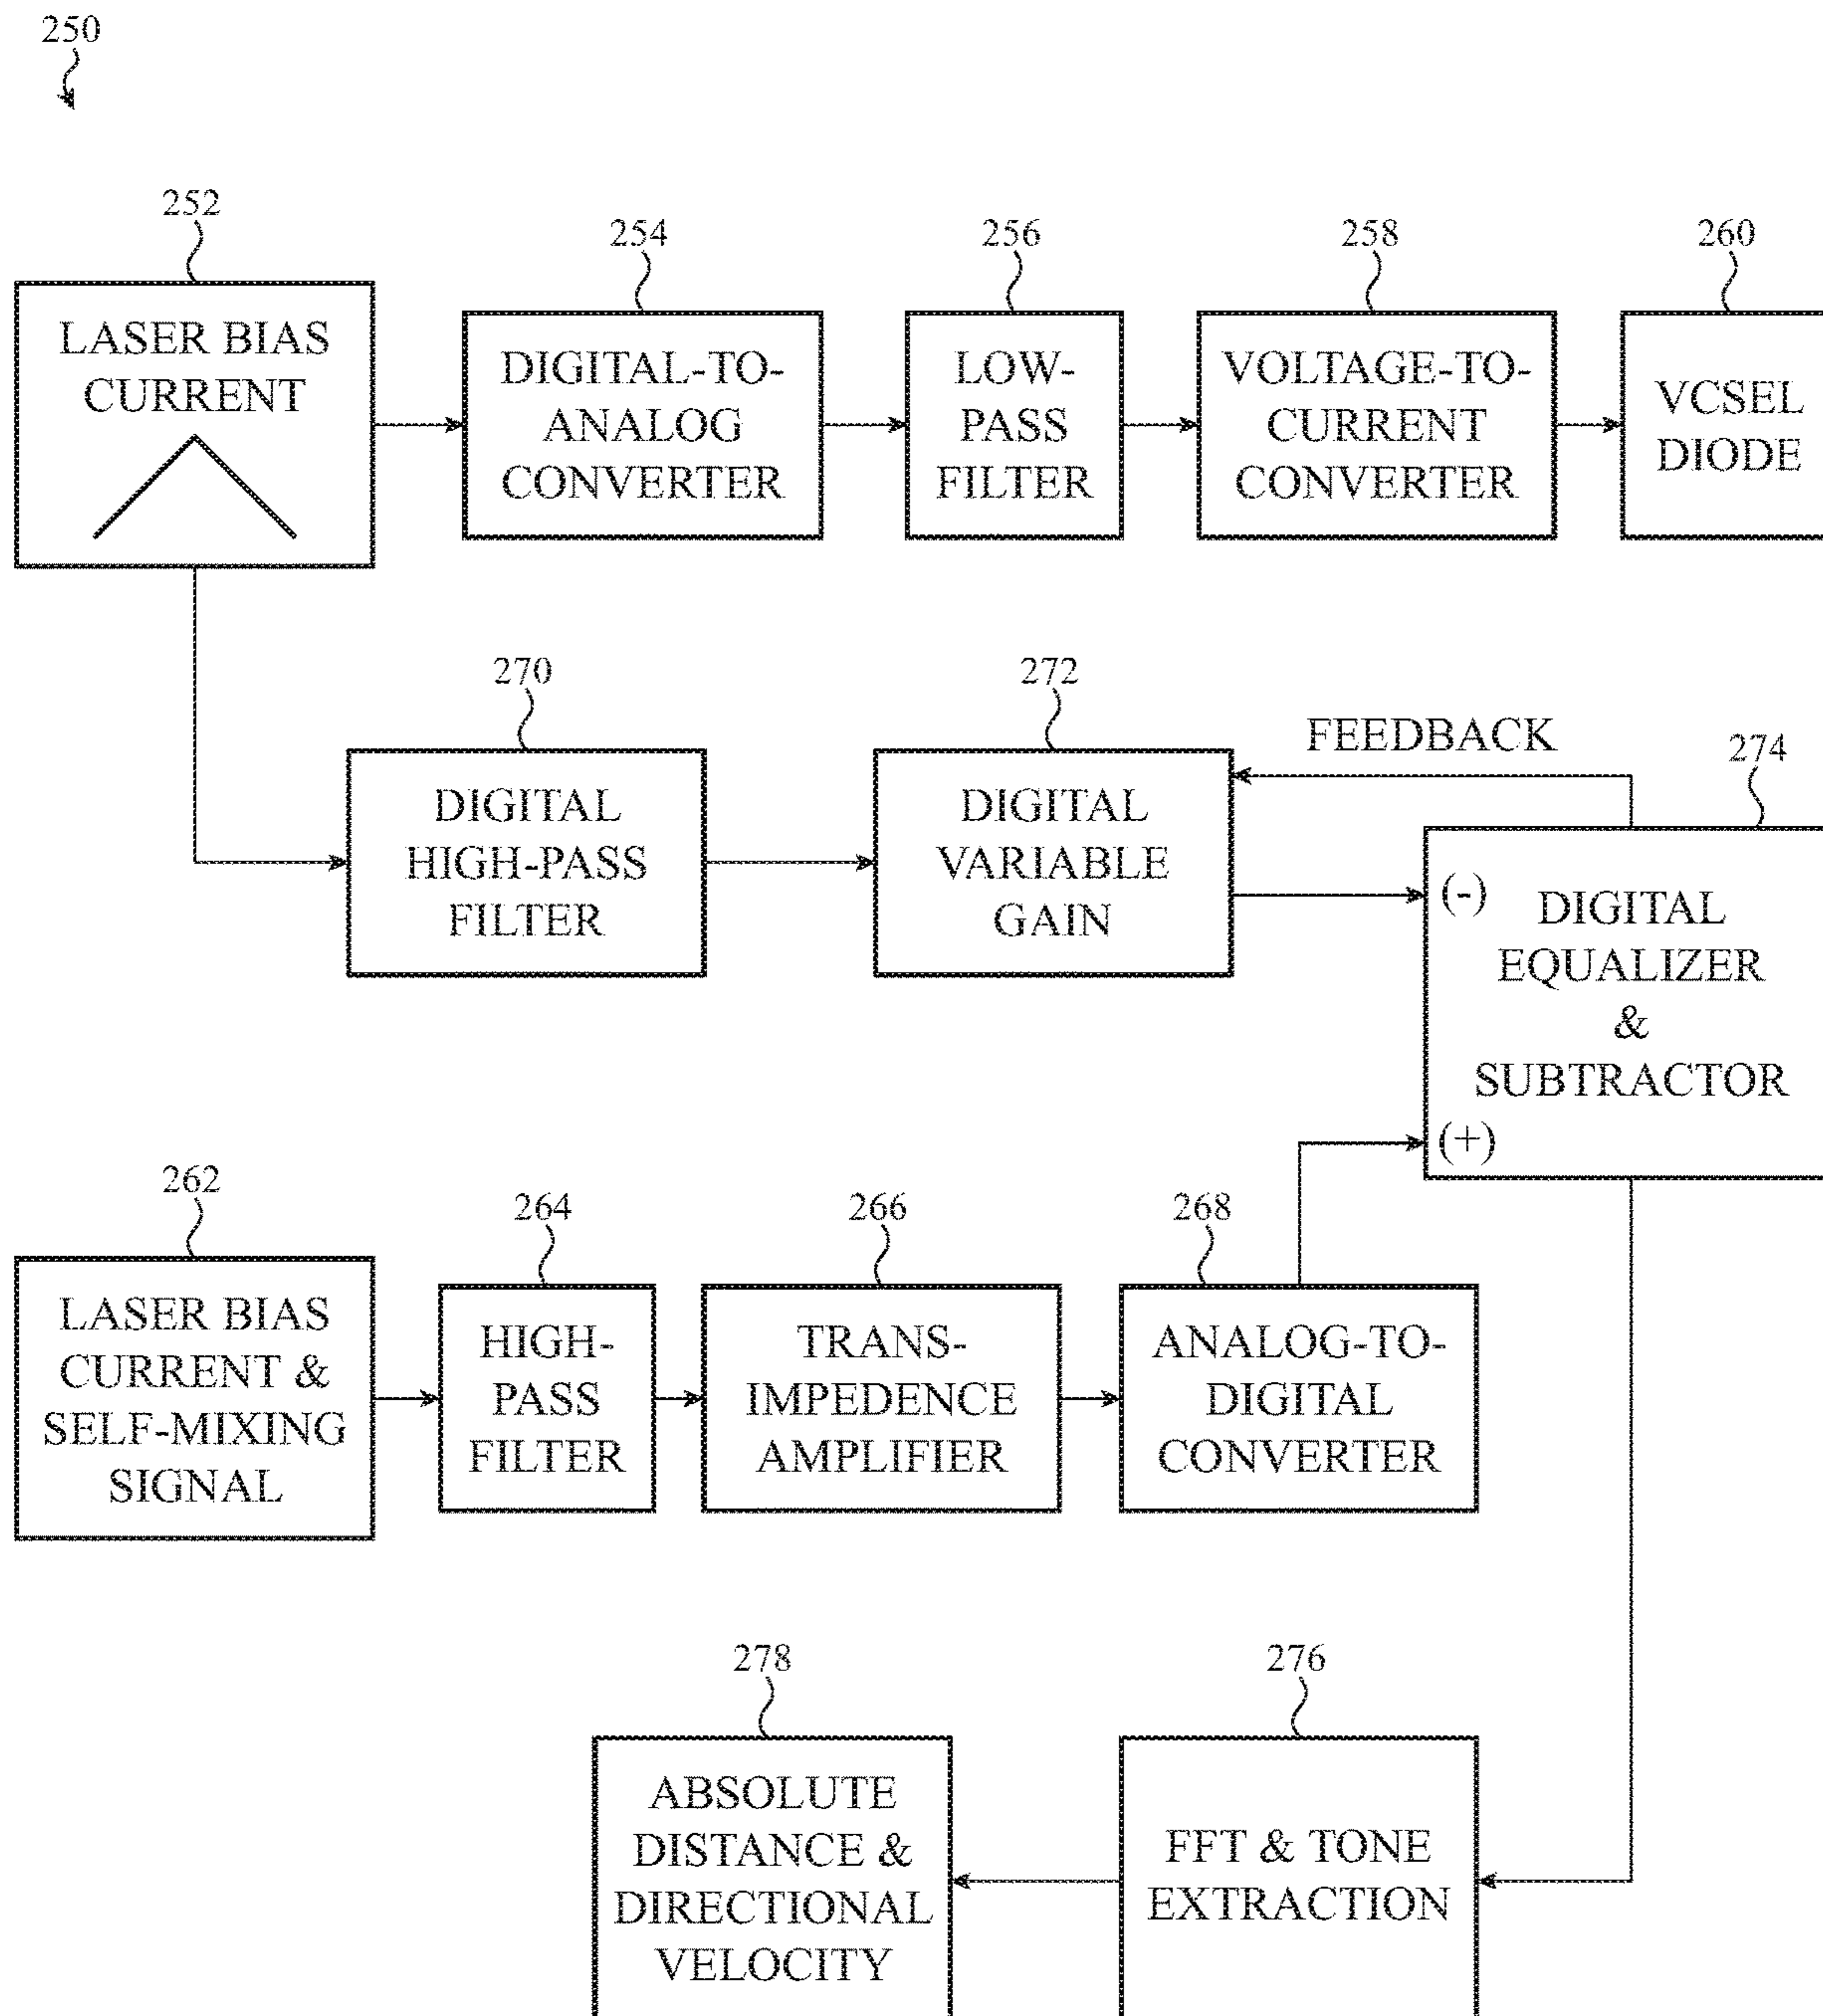 250
252
LASER BIAS
CURRENT
254
DIGITAL-TO-
ANALOG
CONVERTER
256
LOW-
PASS
FILTER
258
VOLTAGE-TO-
CURRENT
CONVERTER
260
VCSEL
DIODE
270
DIGITAL
HIGH-PASS
FILTER
272
DIGITAL
VARIABLE
GAIN
FEEDBACK
274
(-)
DIGITAL
EQUALIZER
&
SUBTRACTOR
(+)
262
LASER BIAS
CURRENT &
SELF-MIXING
SIGNAL
264
HIGH-
PASS
FILTER
266
TRANS-
IMPEDENCE
AMPLIFIER
268
ANALOG-TO-
DIGITAL
CONVERTER
278
ABSOLUTE
DISTANCE &
DIRECTIONAL
VELOCITY
276
FFT & TONE
EXTRACTION